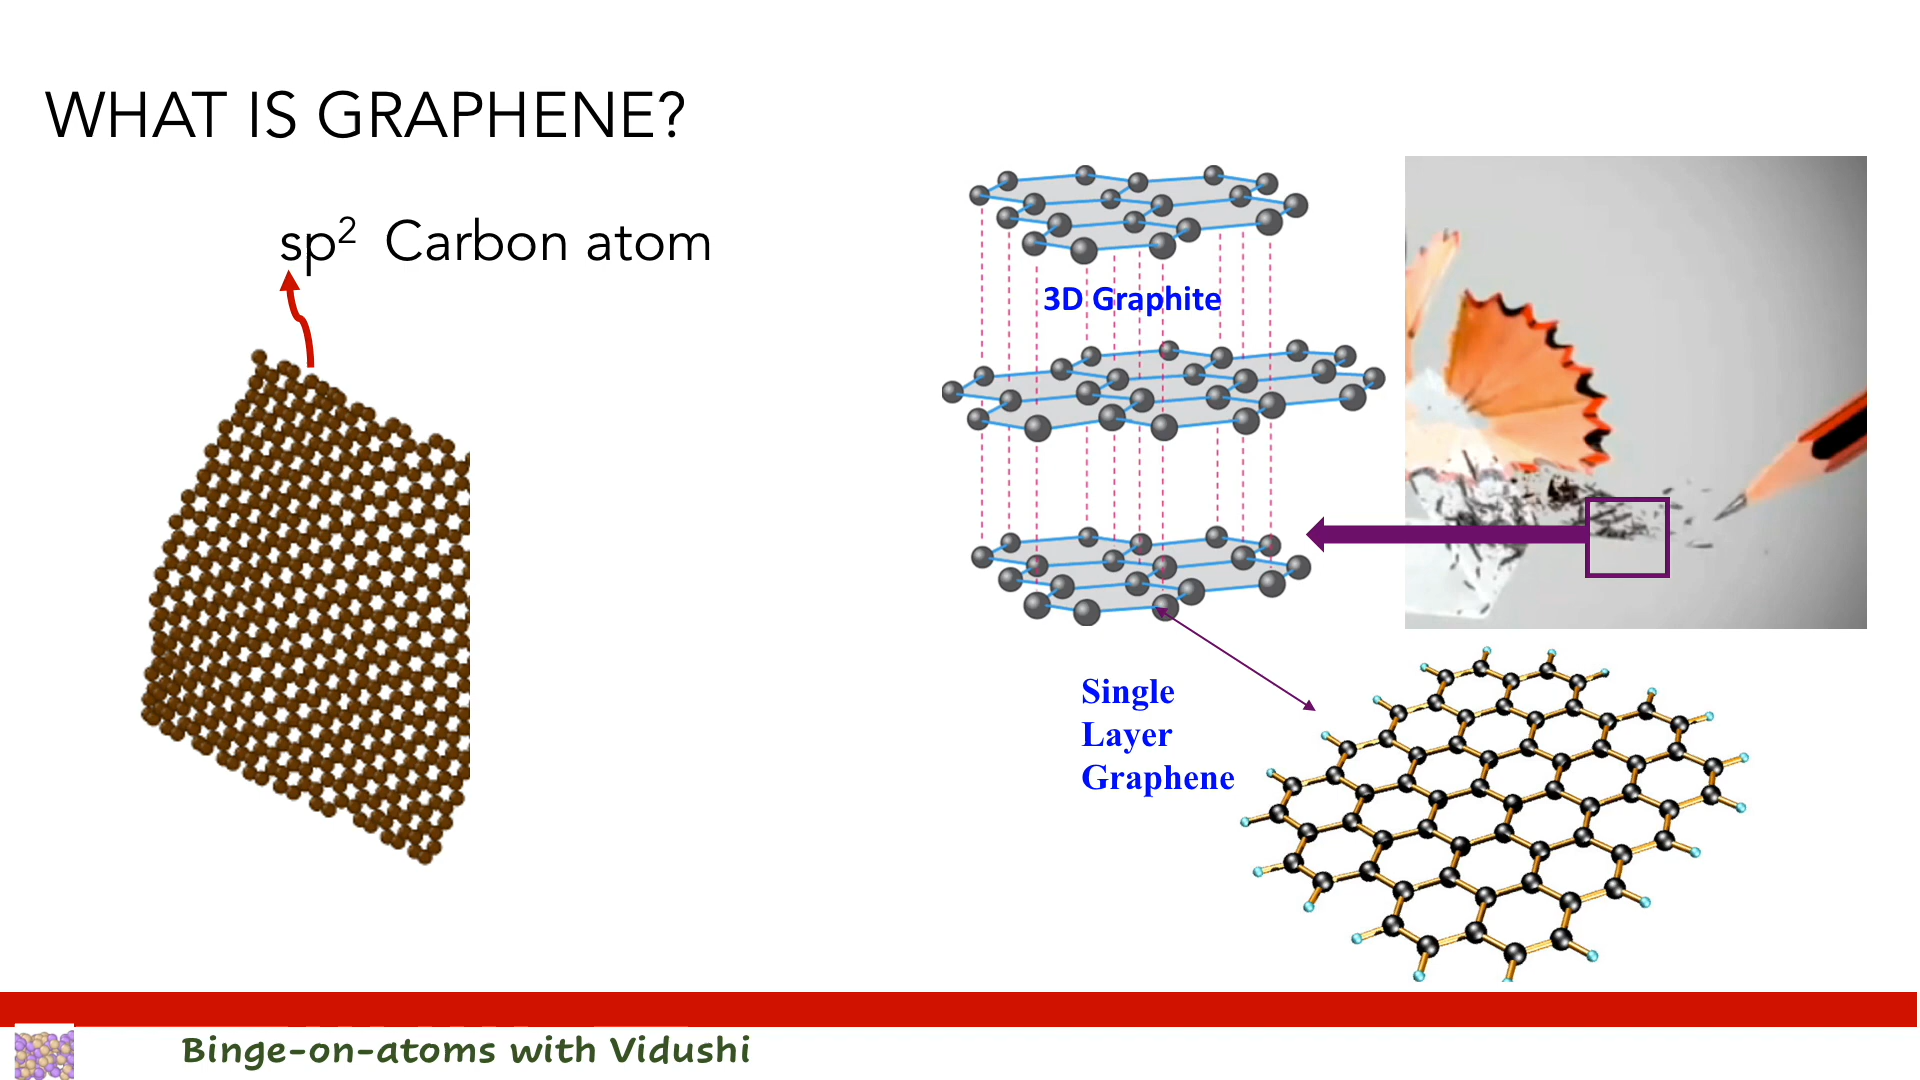 WHAT IS GRAPHENE?
sp² Carbon atom
3D Graphite
Single
Layer
Graphene
Binge-on-atoms with Vidushi